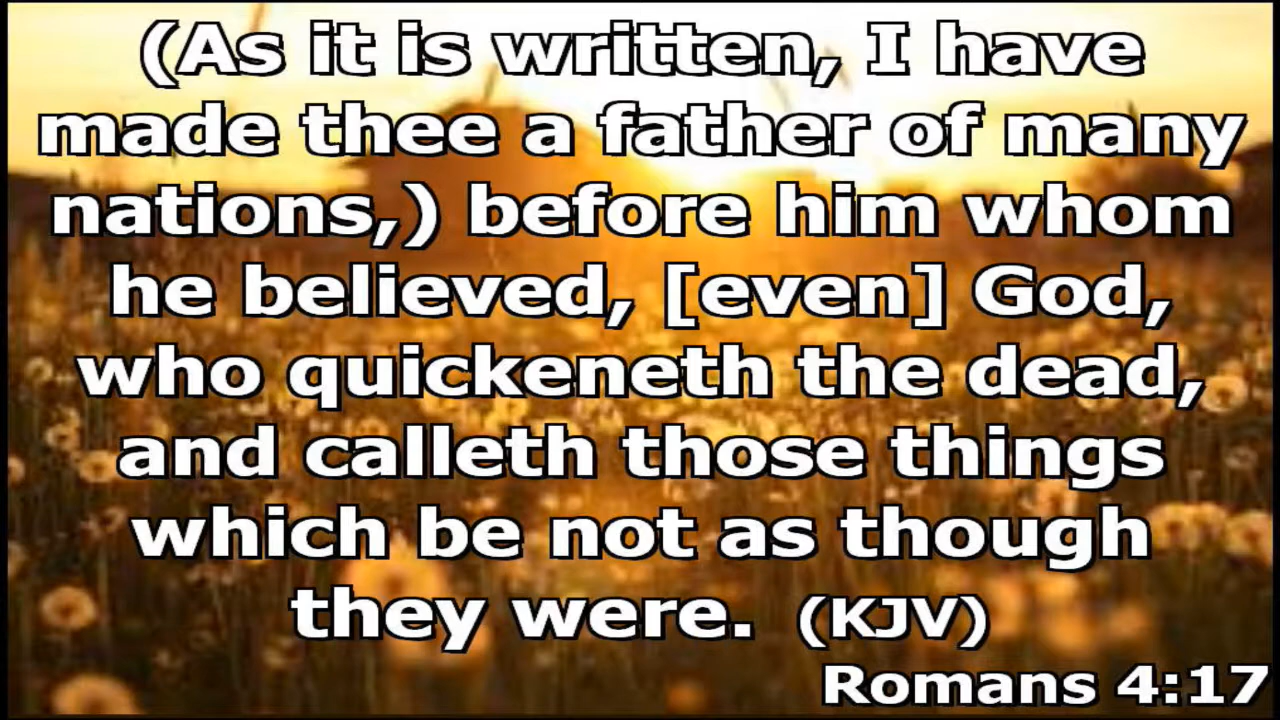 (As it is written, I have
made thee a father of many
nations,) before him whom
he believed, [even] God,
who quickeneth the dead,
and calleth those things
which be not as though
they were. (KJV)
Romans 4:17